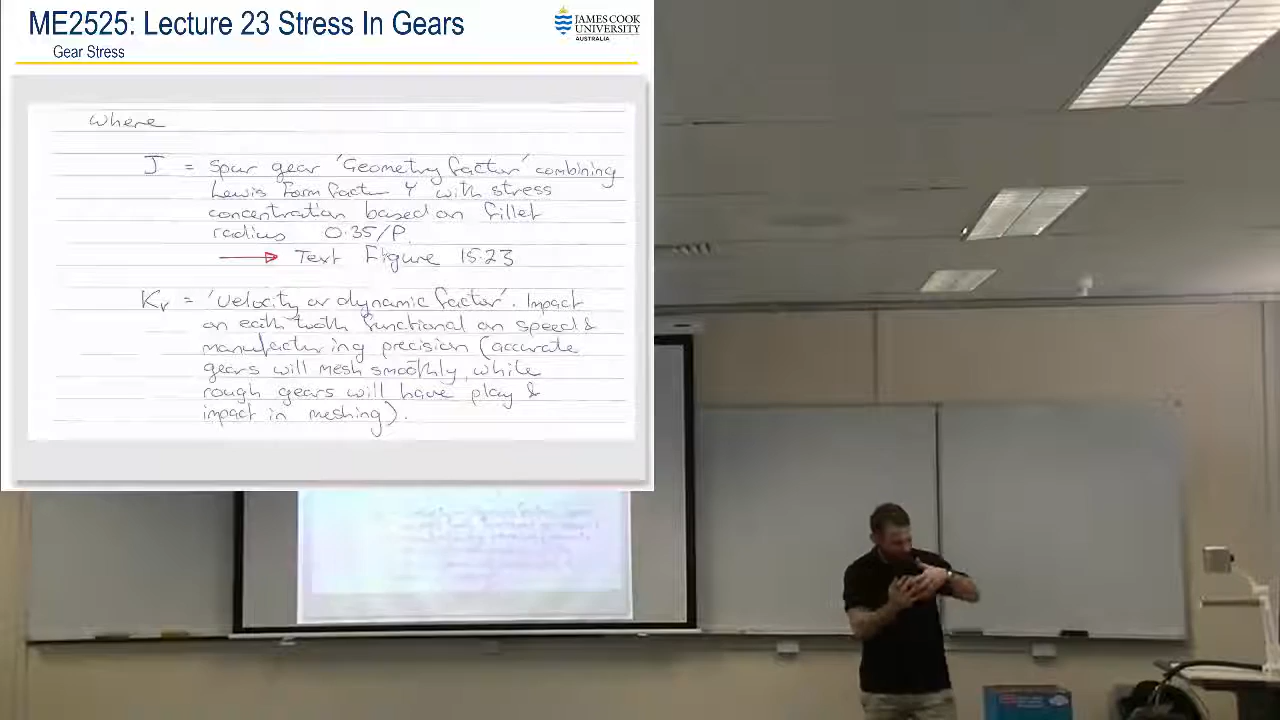 ME2525: Lecture 23 Stress In Gears
Gear Stress
JAMES COOK
UNIVERSITY
AUSTRALIA
where
J = spur gear 'Geometry factor' combining
Lewis Form factor Y with stress
concentration based on fillet
radius 0.35/P.
→ Text Figure 15.23
Kv = 'Velocity or dynamic factor'. Impact
on each tooth functional on speed &
manufacturing precision (accurate
gears will mesh smoothly, while
rough gears will have play &
impact in meshing).